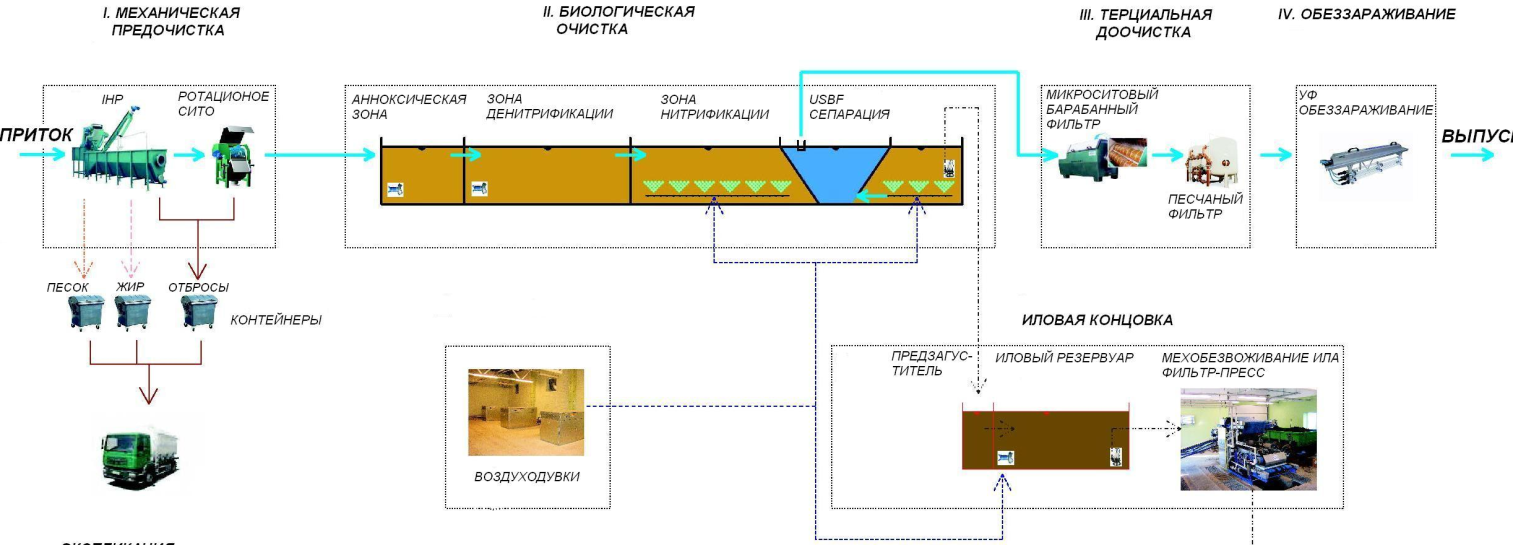 I. МЕХАНИЧЕСКАЯ
ПРЕДОЧИСТКА
II. БИОЛОГИЧЕСКАЯ
ОЧИСТКА
III. ТЕРЦИАЛЬНАЯ
ДООЧИСТКА
IV. ОБЕЗЗАРАЖИВАНИЕ
IHP
РОТАЦИОНОЕ
СИТО
АННОКСИЧЕСКАЯ
ЗОНА
ЗОНА
ДЕНИТРИФИКАЦИИ
ЗОНА
НИТРИФИКАЦИИ
USBF
СЕПАРАЦИЯ
МИКРОСИТОВЫЙ
БАРАБАННЫЙ
ФИЛЬТР
УФ
ОБЕЗЗАРАЖИВАНИЕ
ПРИТОК
ВЫПУС
ПЕСЧАНЫЙ
ФИЛЬТР
ПЕСОК
ЖИР
ОТБРОСЫ
КОНТЕЙНЕРЫ
ИЛОВАЯ КОНЦОВКА
ПРЕДЗАГУС-
ТИТЕЛЬ
ИЛОВЫЙ РЕЗЕРВУАР
МЕХОБЕЗВОЖИВАНИЕ ИЛА
ФИЛЬТР-ПРЕСС
ВОЗДУХОДУВКИ